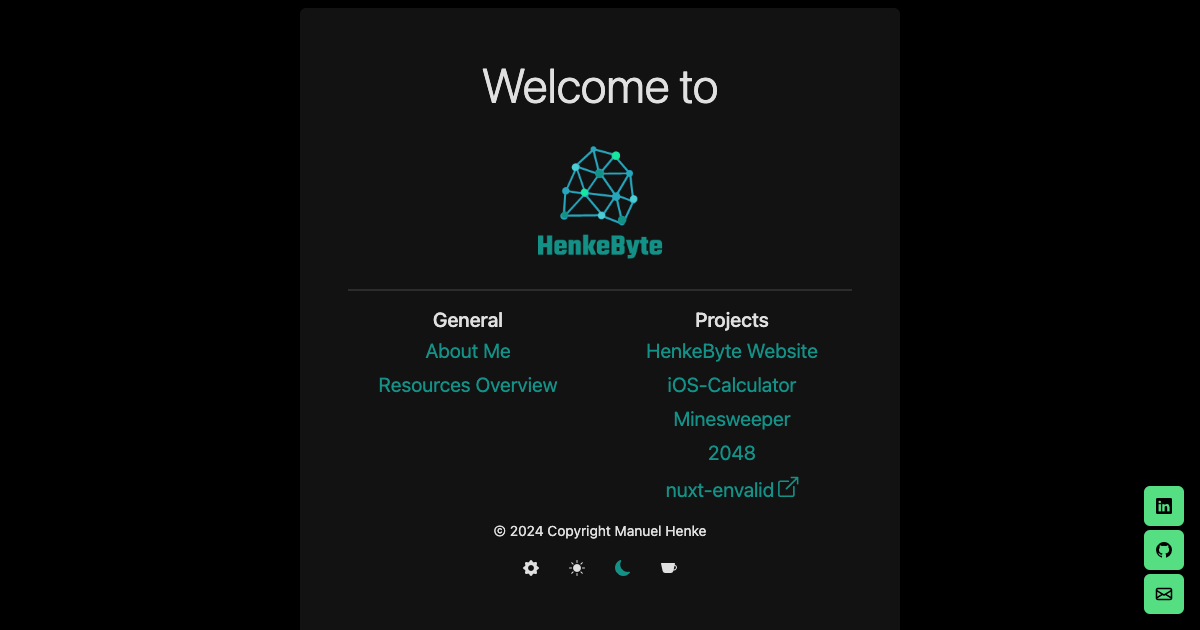 Welcome to
HenkeByte
General
About Me
Resources Overview
Projects
HenkeByte Website
iOS-Calculator
Minesweeper
2048
nuxt-envalid
© 2024 Copyright Manuel Henke